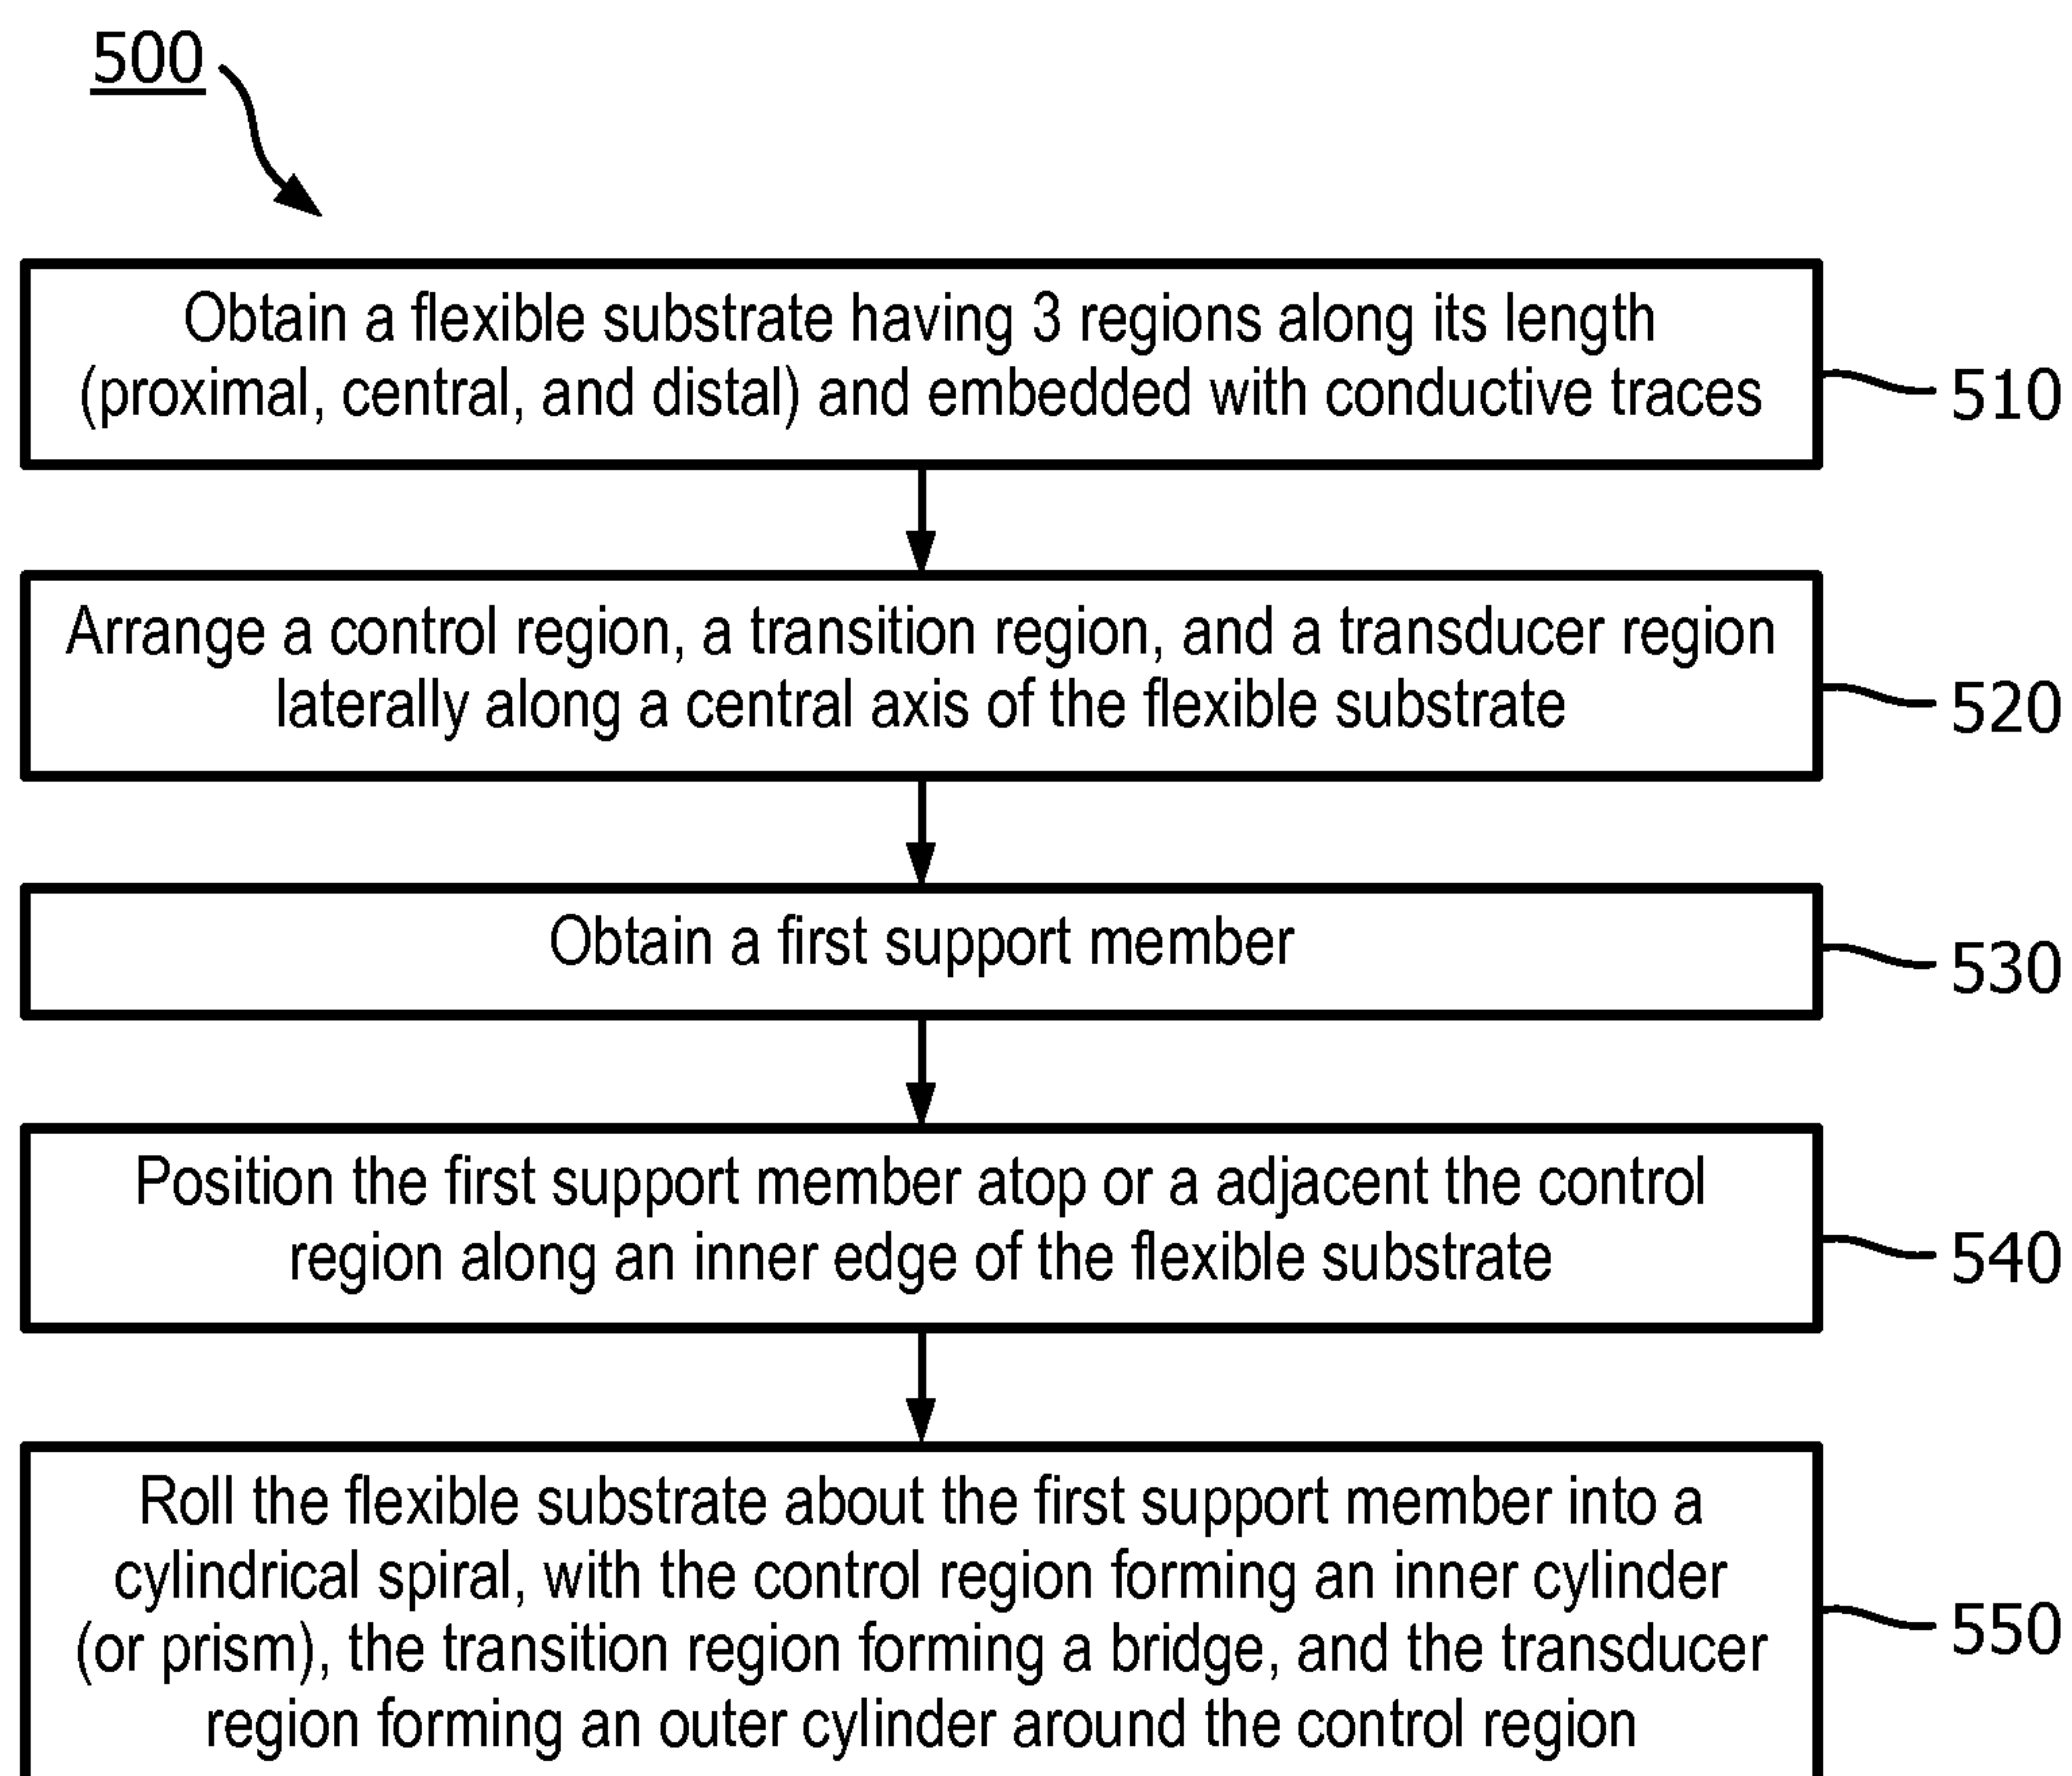 500
Obtain a flexible substrate having 3 regions along its length
(proximal, central, and distal) and embedded with conductive traces
510
Arrange a control region, a transition region, and a transducer region
laterally along a central axis of the flexible substrate
520
Obtain a first support member
530
Position the first support member atop or a adjacent the control
region along an inner edge of the flexible substrate
540
Roll the flexible substrate about the first support member into a
cylindrical spiral, with the control region forming an inner cylinder
(or prism), the transition region forming a bridge, and the transducer
region forming an outer cylinder around the control region
550